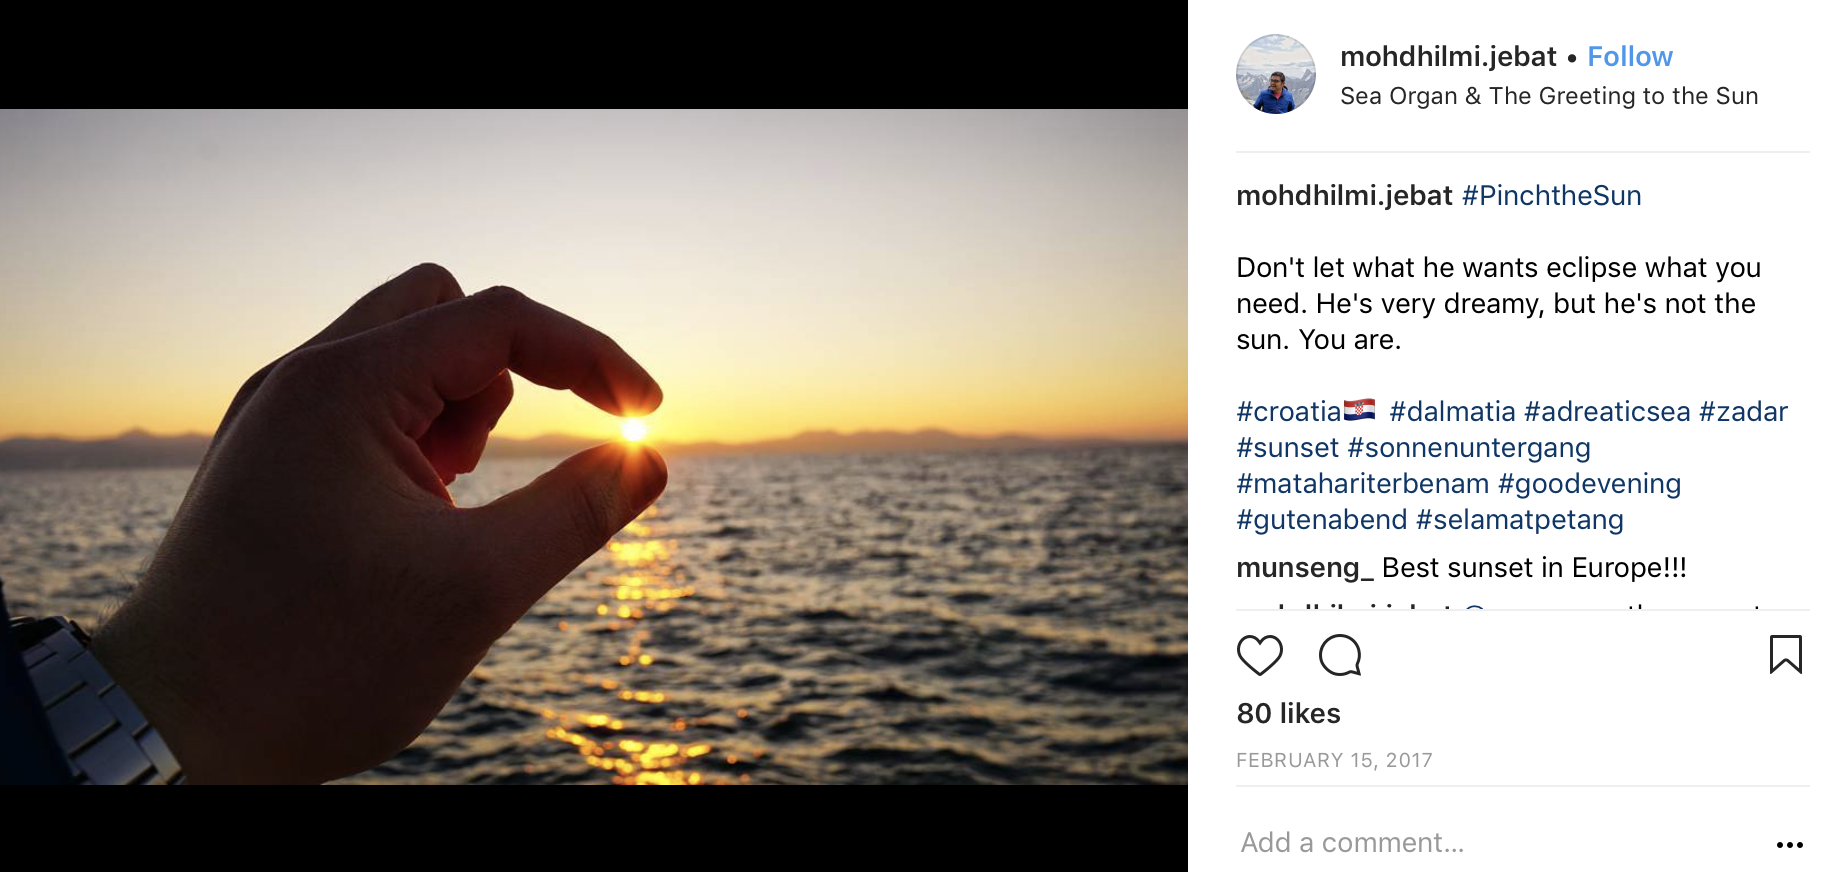 mohdhilmi.jebat • Follow
Sea Organ & The Greeting to the Sun
mohdhilmi.jebat #PinchtheSun
Don't let what he wants eclipse what you
need. He's very dreamy, but he's not the
sun. You are.
#croatia🇭🇷 #dalmatia #adreaticsea #zadar
#sunset #sonnenuntergang
#matahariterbenam #goodevening
#gutenabend #selamatpetang
munseng_ Best sunset in Europe!!!
80 likes
FEBRUARY 15, 2017
Add a comment...